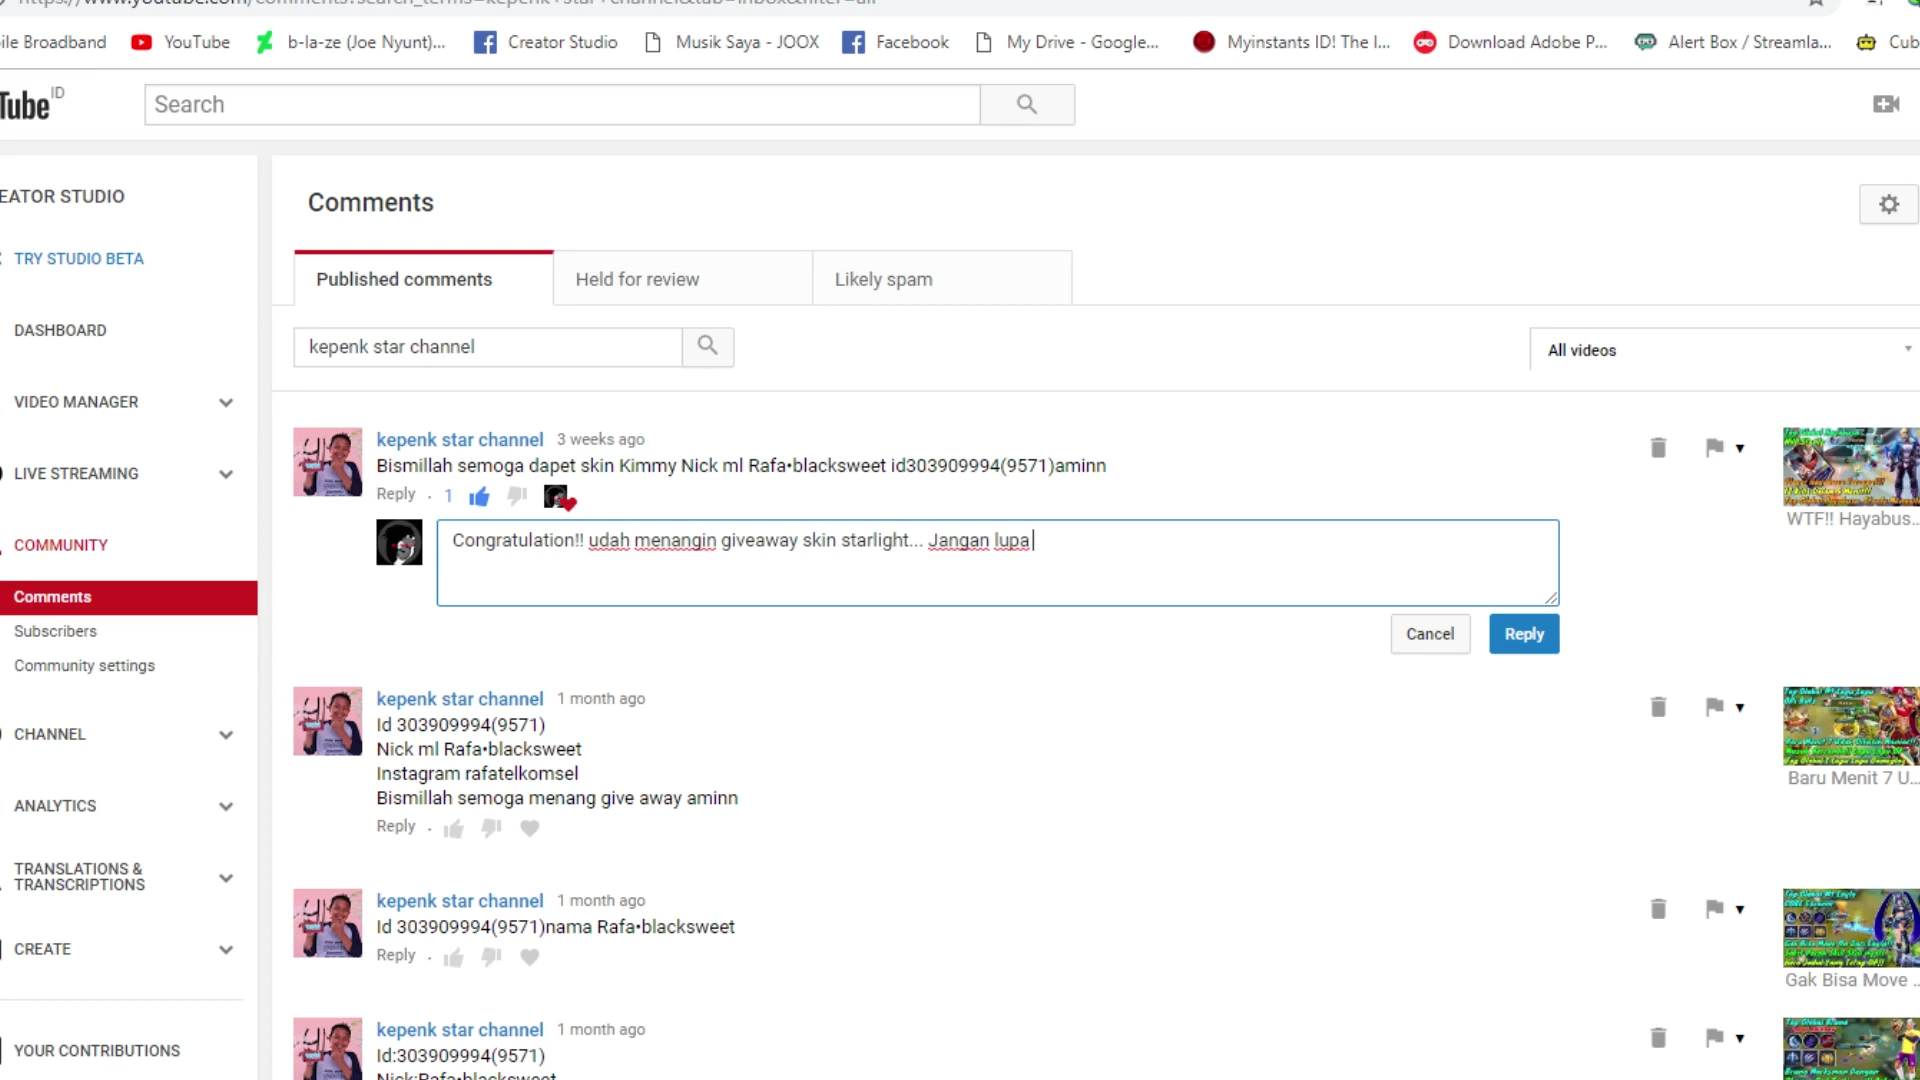 ile Broadband
YouTube
b-la-ze (Joe Nyunt)...
Creator Studio
Musik Saya - JOOX
Facebook
My Drive - Google...
Myinstants ID! The I...
Download Adobe P...
Alert Box / Streamla...
Cub
Tube ID
Search
EATOR STUDIO
TRY STUDIO BETA
DASHBOARD
VIDEO MANAGER
LIVE STREAMING
COMMUNITY
Comments
Subscribers
Community settings
CHANNEL
ANALYTICS
TRANSLATIONS &
TRANSCRIPTIONS
CREATE
YOUR CONTRIBUTIONS
Comments
Published comments
Held for review
Likely spam
kepenk star channel
All videos
kepenk star channel 3 weeks ago
Bismillah semoga dapet skin Kimmy Nick ml Rafa•blacksweet id303909994(9571)aminn
Reply . 1
WTF!! Hayabus...
Congratulation!! udah menangin giveaway skin starlight... Jangan lupa
Cancel
Reply
kepenk star channel 1 month ago
Id 303909994(9571)
Nick ml Rafa•blacksweet
Instagram rafatelkomsel
Bismillah semoga menang give away aminn
Reply .
Baru Menit 7 U...
kepenk star channel 1 month ago
Id 303909994(9571)nama Rafa•blacksweet
Reply .
Gak Bisa Move ...
kepenk star channel 1 month ago
Id:303909994(9571)
Nick:Rafa•blacksweet